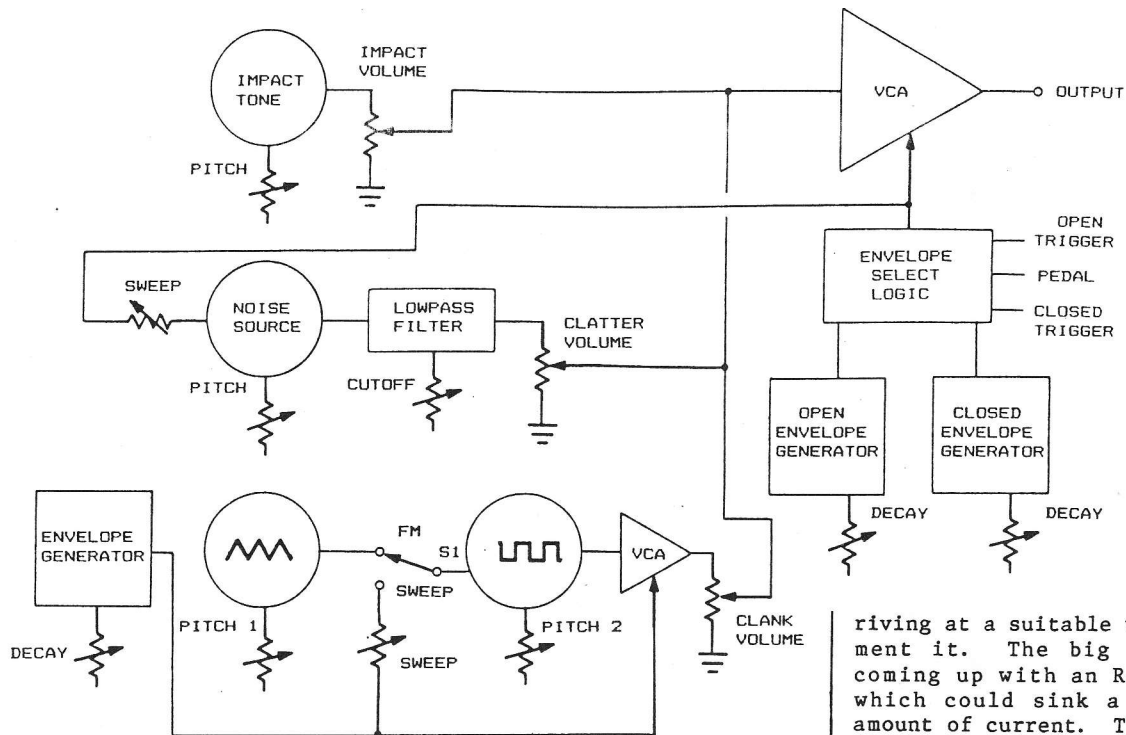 IMPACT
TONE
IMPACT
VOLUME
PITCH
VCA
OUTPUT
SWEEP
NOISE
SOURCE
PITCH
LOWPASS
FILTER
CUTOFF
CLATTER
VOLUME
ENVELOPE
SELECT
LOGIC
OPEN
TRIGGER
PEDAL
CLOSED
TRIGGER
OPEN
ENVELOPE
GENERATOR
DECAY
CLOSED
ENVELOPE
GENERATOR
DECAY
ENVELOPE
GENERATOR
DECAY
PITCH 1
FM
S1
SWEEP
SWEEP
PITCH 2
VCA
CLANK
VOLUME
riving at a suitable
ment it. The big
coming up with an R
which could sink a
amount of current. T